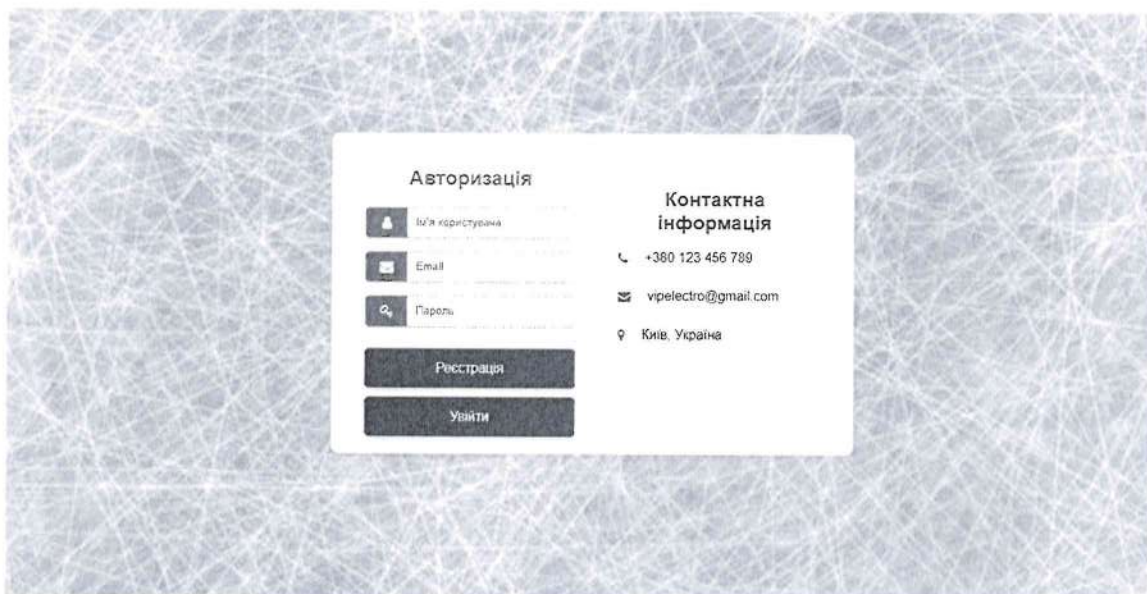 Авторизація
Ім'я користувача
Email
Пароль
Реєстрація
Увійти
Контактна
інформація
+380 123 456 789
vipelectro@gmail.com
Київ, Україна